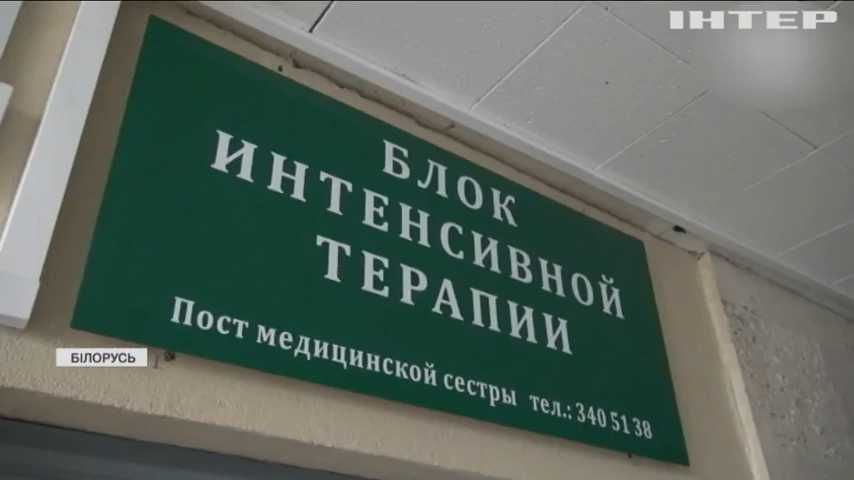 ІНТЕР
БЛОК
ИНТЕНСИВНОЙ
ТЕРАПИИ
Пост медицинской сестры тел.: 340 51 38
БІЛОРУСЬ